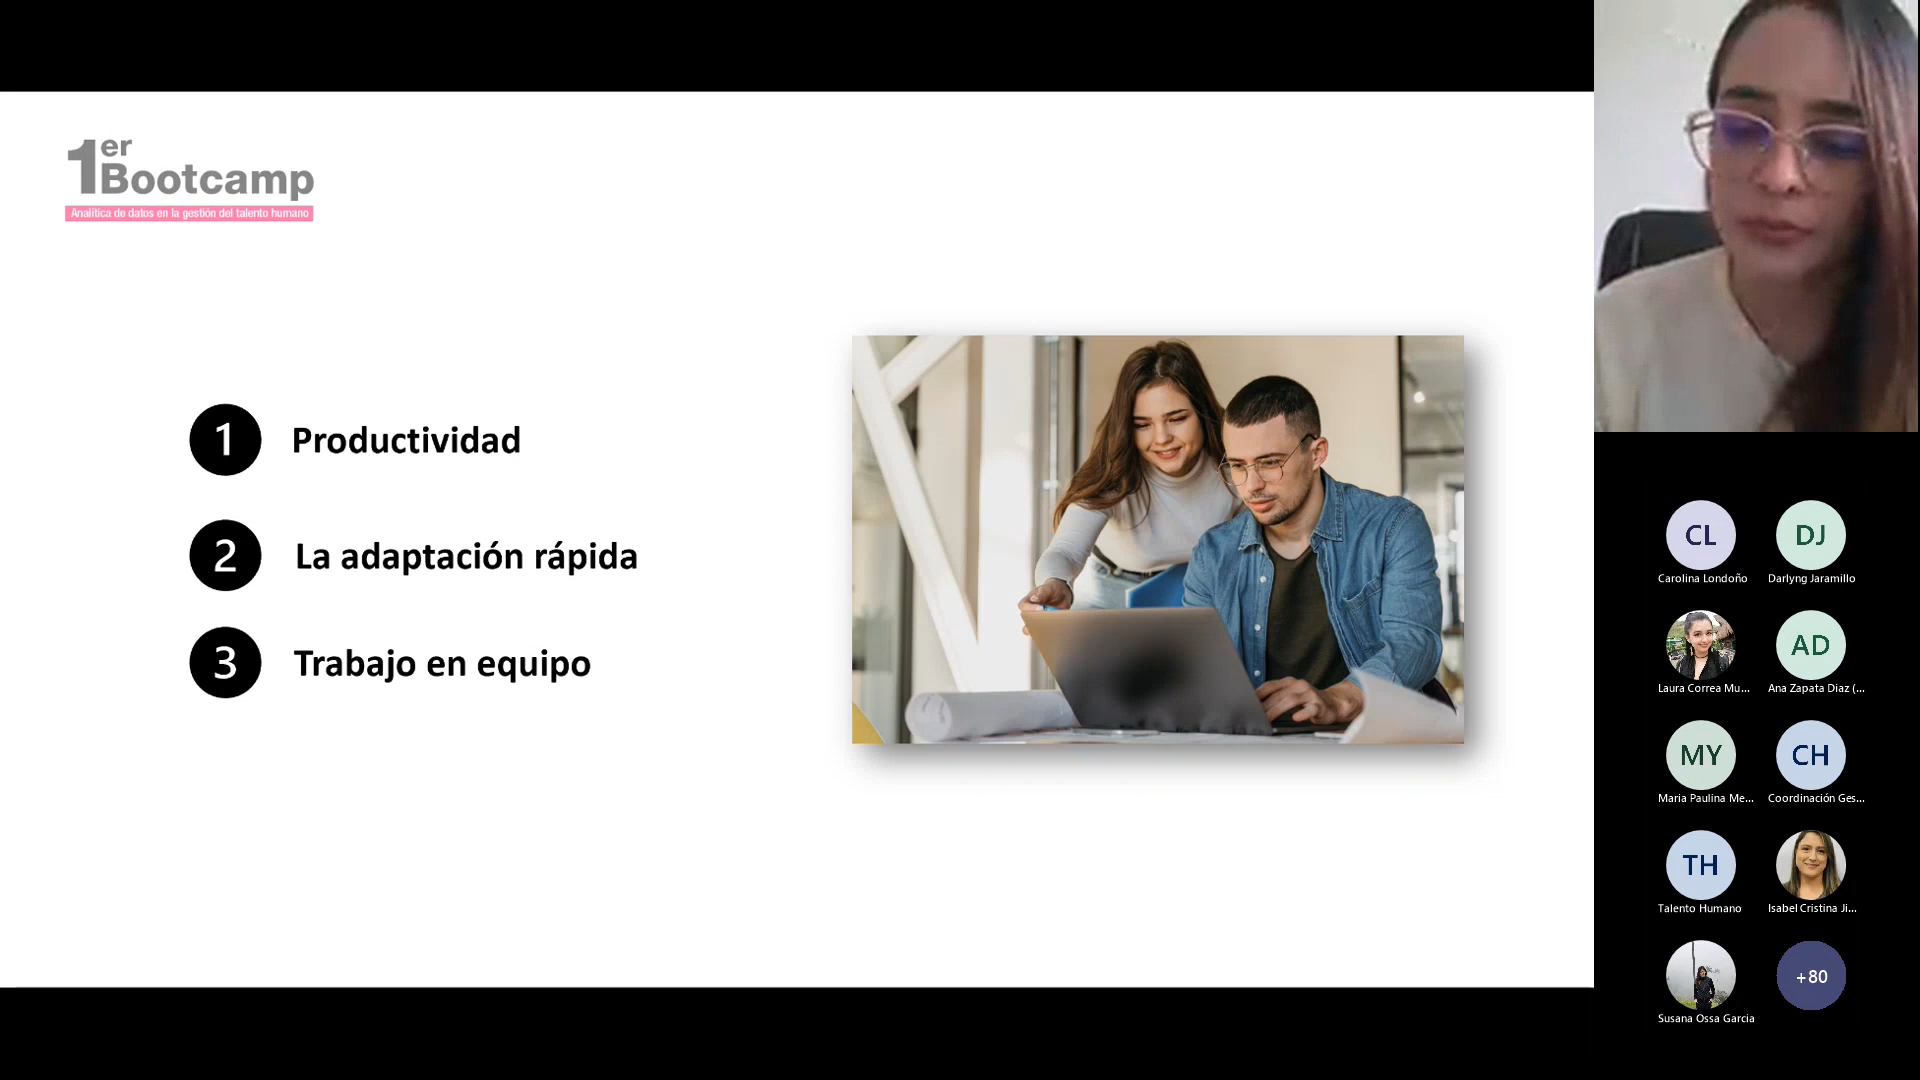 1er
Bootcamp
Analítica de datos en la gestión del talento humano
1 Productividad
2 La adaptación rápida
3 Trabajo en equipo
CL
Carolina Londoño
DJ
Darlyng Jaramillo
Laura Correa Mu...
AD
Ana Zapata Diaz (...
MY
Maria Paulina Me...
CH
Coordinación Ges...
TH
Talento Humano
Isabel Cristina Ji...
Susana Ossa Garcia
+80